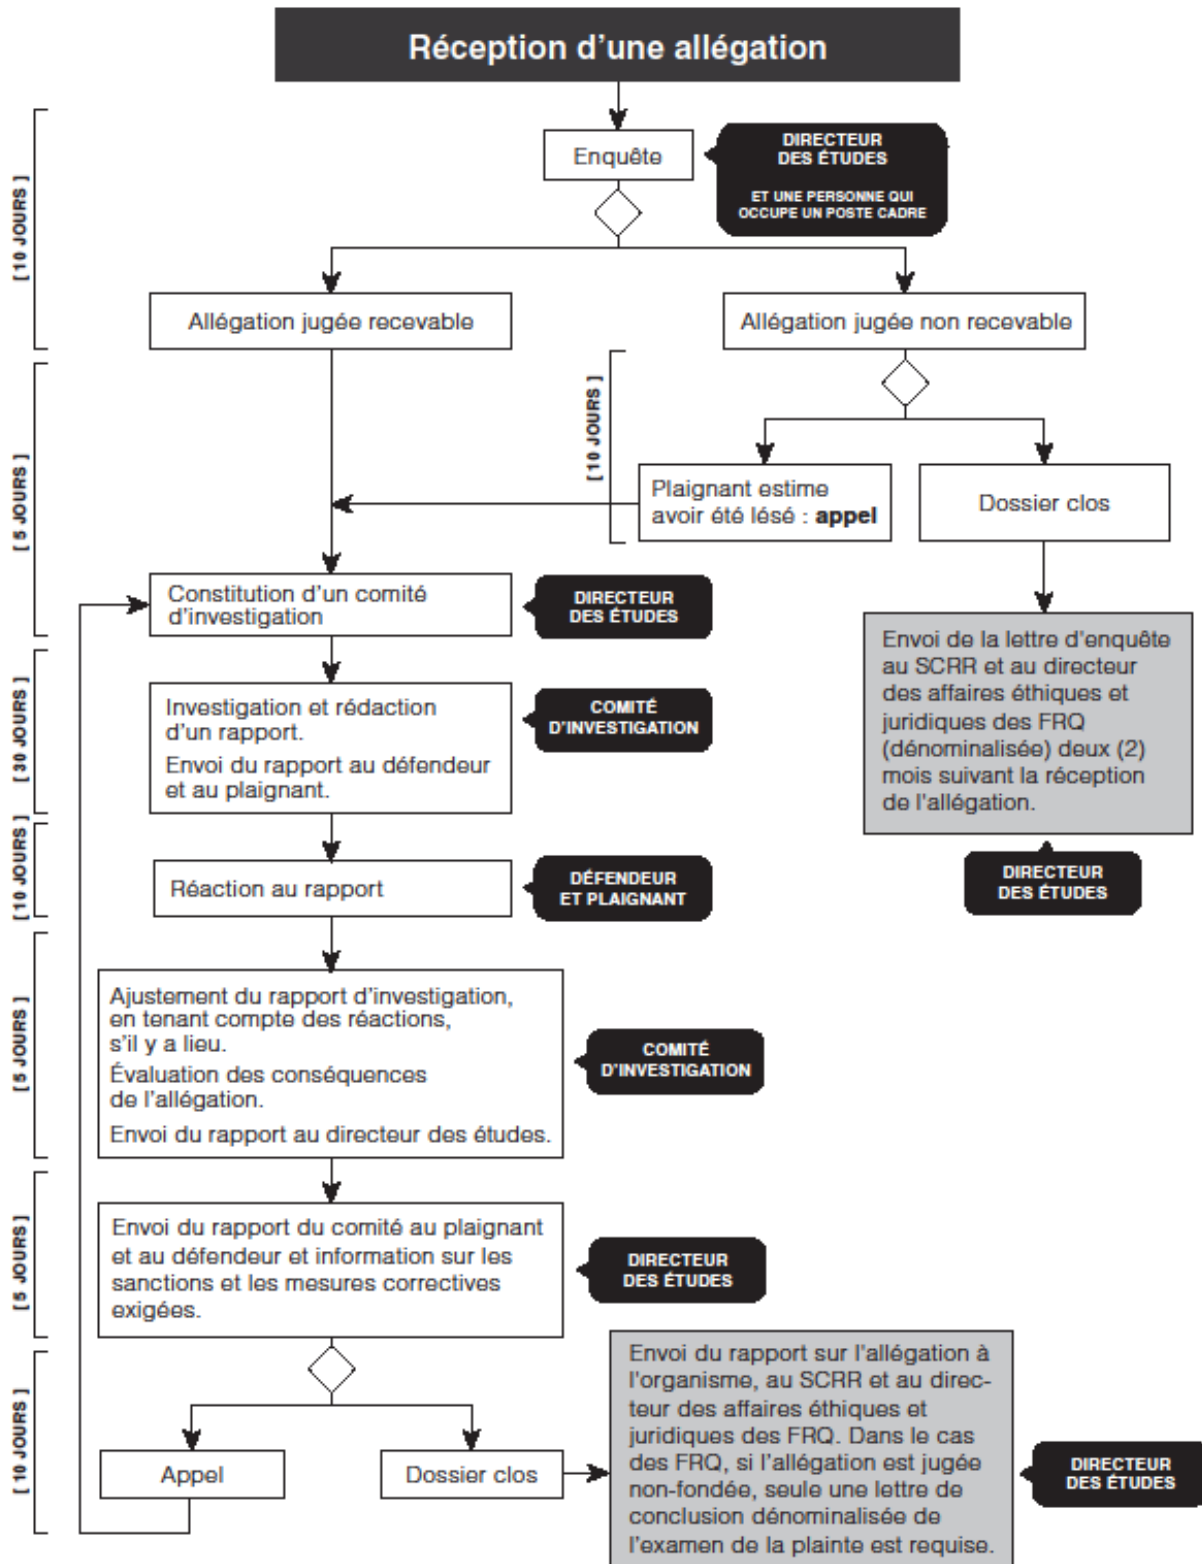 Réception d'une allégation
[ 10 JOURS ]
Enquête
DIRECTEUR
DES ÉTUDES
ET UNE PERSONNE QUI
OCCUPE UN POSTE CADRE
Allégation jugée recevable
Allégation jugée non recevable
[ 5 JOURS ]
[ 10 JOURS ]
Plaignant estime
avoir été lésé : appel
Dossier clos
Constitution d'un comité
d'investigation
DIRECTEUR
DES ÉTUDES
Envoi de la lettre d'enquête
au SCRR et au directeur
des affaires éthiques et
juridiques des FRQ
(dénominalisée) deux (2)
mois suivant la réception
de l'allégation.
DIRECTEUR
DES ÉTUDES
[ 30 JOURS ]
Investigation et rédaction
d'un rapport.
Envoi du rapport au défendeur
et au plaignant.
COMITÉ
D'INVESTIGATION
[ 10 JOURS ]
Réaction au rapport
DÉFENDEUR
ET PLAIGNANT
[ 5 JOURS ]
Ajustement du rapport d'investigation,
en tenant compte des réactions,
s'il y a lieu.
Évaluation des conséquences
de l'allégation.
Envoi du rapport au directeur des études.
COMITÉ
D'INVESTIGATION
[ 5 JOURS ]
Envoi du rapport du comité au plaignant
et au défendeur et information sur les
sanctions et les mesures correctives
exigées.
DIRECTEUR
DES ÉTUDES
[ 10 JOURS ]
Appel
Dossier clos
Envoi du rapport sur l'allégation à
l'organisme, au SCRR et au direc-
teur des affaires éthiques et
juridiques des FRQ. Dans le cas
des FRQ, si l'allégation est jugée
non-fondée, seule une lettre de
conclusion dénominalisée de
l'examen de la plainte est requise.
DIRECTEUR
DES ÉTUDES